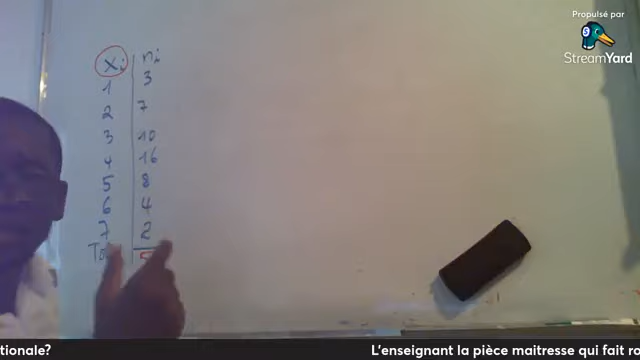 Propulsé par
StreamYard
xi ni
1 3
2 7
3 10
4 16
5 8
6 4
7 2
tionale?
L'enseignant la pièce maitresse qui fait ro